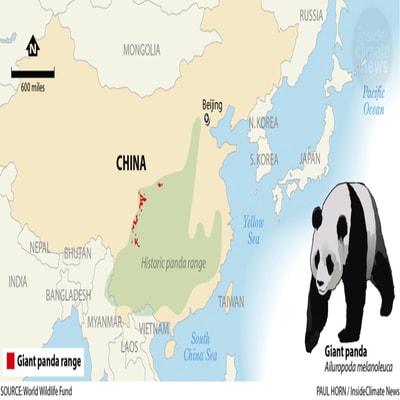 RUSSIA
inside
climate
news
MONGOLIA
N
600 miles
Pacific
Ocean
Beijing
N. KOREA
CHINA
S. KOREA
JAPAN
Yellow
Sea
NEPAL
BHUTAN
Historic panda range
INDIA
BANGLADESH
TAIWAN
MYANMAR
VIETNAM
LAOS
South
China Sea
Giant panda
Ailuropoda melanoleuca
Giant panda range
SOURCE: World Wildlife Fund
PAUL HORN / InsideClimate News